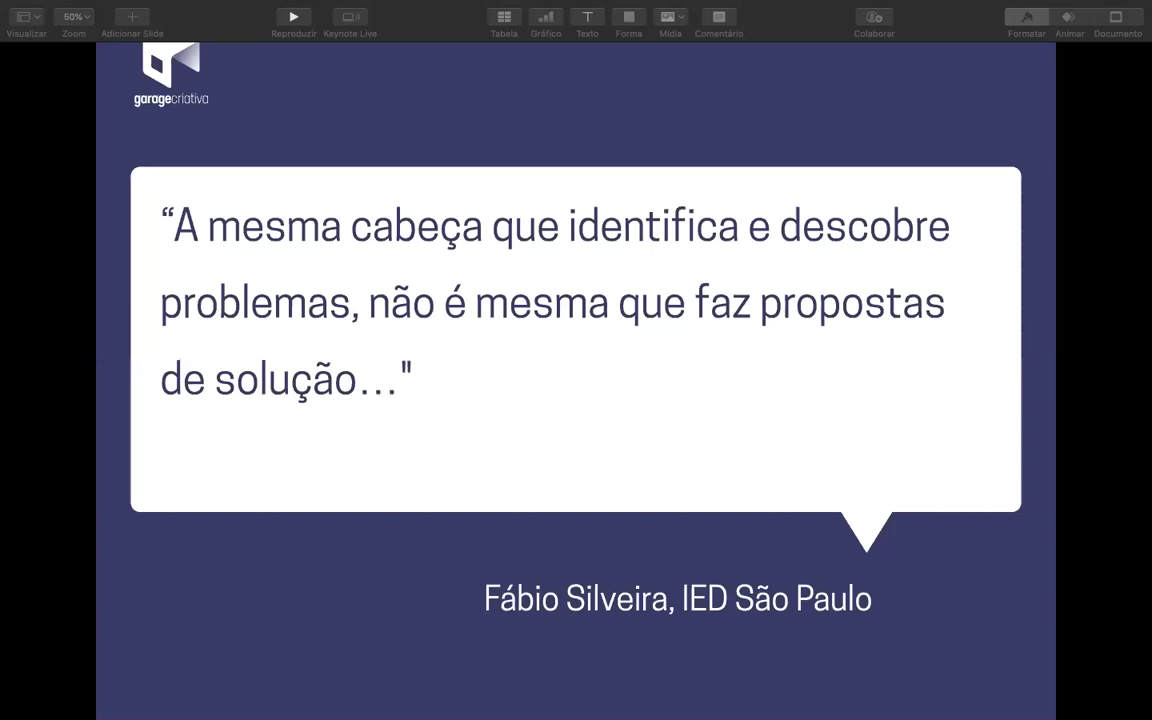 50%
Visualizar Zoom Adicionar Slide Reproduzir Keynote Live Tabela Gráfico Texto Forma Mídia Comentário Colaborar Formatar Animar Documento
garagecriativa
“A mesma cabeça que identifica e descobre
problemas, não é mesma que faz propostas
de solução…"
Fábio Silveira, IED São Paulo